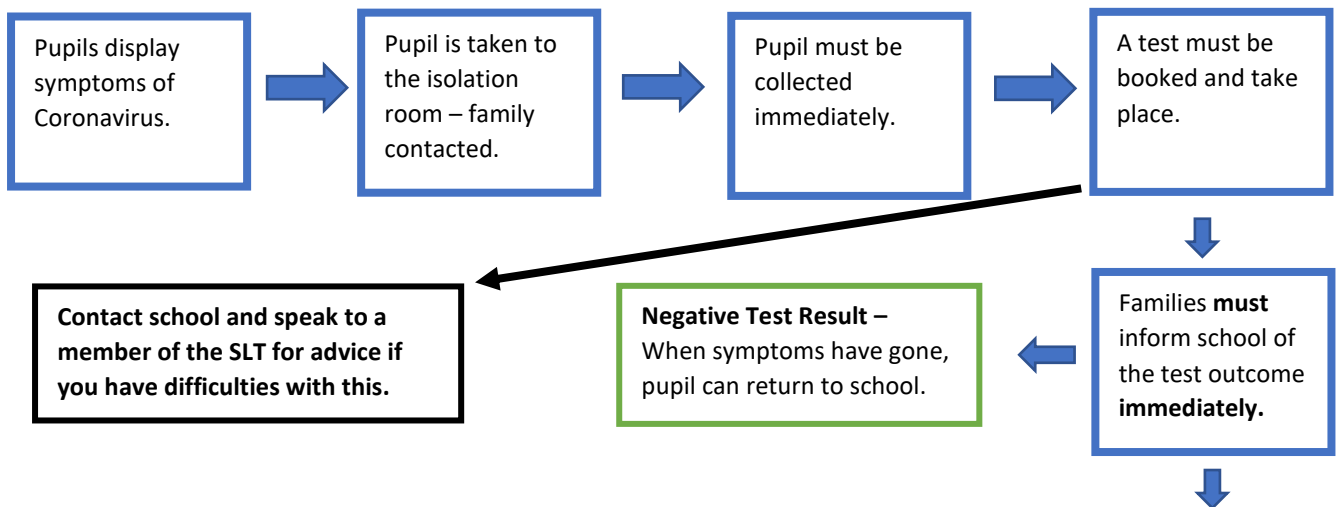 Pupils display
symptoms of
Coronavirus.
Pupil is taken to
the isolation
room – family
contacted.
Pupil must be
collected
immediately.
A test must be
booked and take
place.
Contact school and speak to a
member of the SLT for advice if
you have difficulties with this.
Negative Test Result –
When symptoms have gone,
pupil can return to school.
Families must
inform school of
the test outcome
immediately.